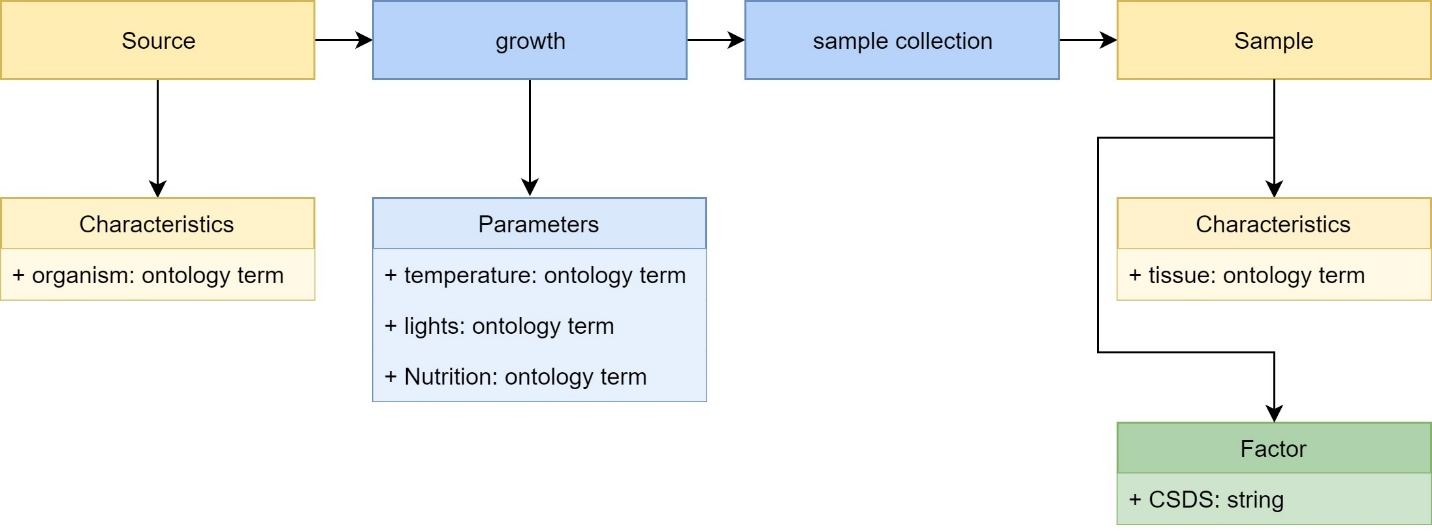 Source
growth
sample collection
Sample
Characteristics
+ organism: ontology term
Parameters
+ temperature: ontology term
+ lights: ontology term
+ Nutrition: ontology term
Characteristics
+ tissue: ontology term
Factor
+ CSDS: string